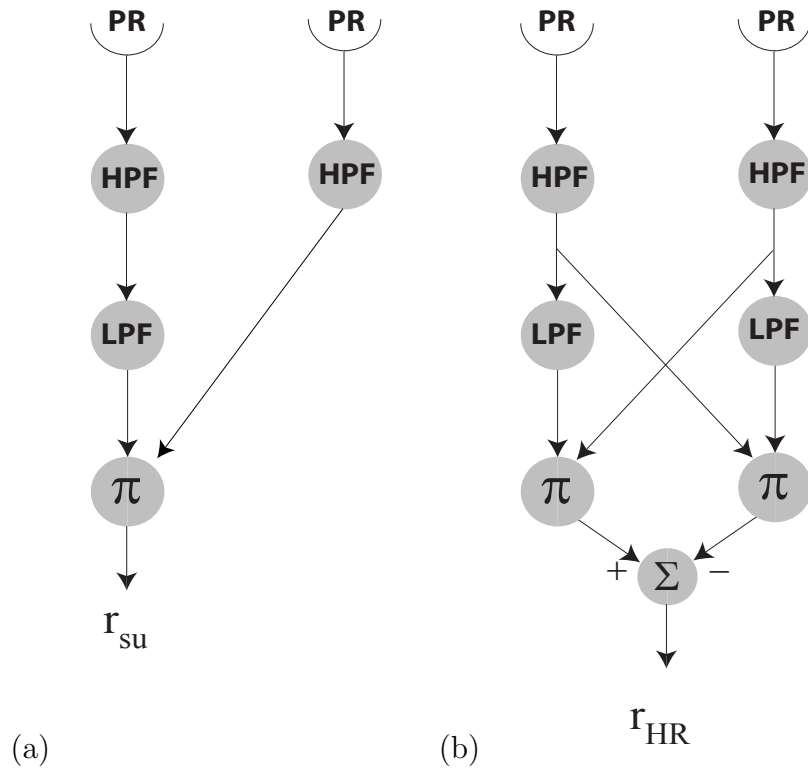 PR PR PR PR
HPF HPF HPF HPF
LPF LPF LPF
π π π
+ Σ −
r_su
r_HR
(a) (b)